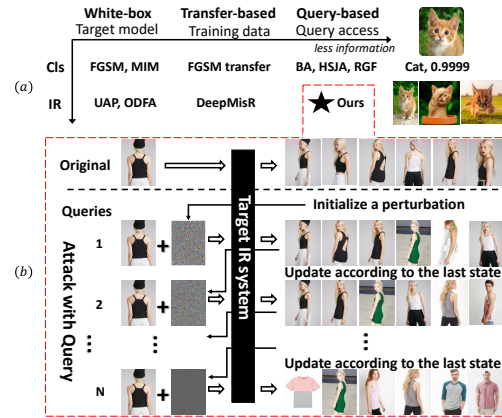 White-box Transfer-based Query-based
Target model Training data Query access
less information
Cls FGSM, MIM FGSM transfer BA, HSJA, RGF Cat, 0.9999
(a)
IR UAP, ODFA DeepMisR Ours
Original
Queries Initialize a perturbation
1
Update according to the last state
(b)
2
Update according to the last state
N
Attack with Query
Target IR system